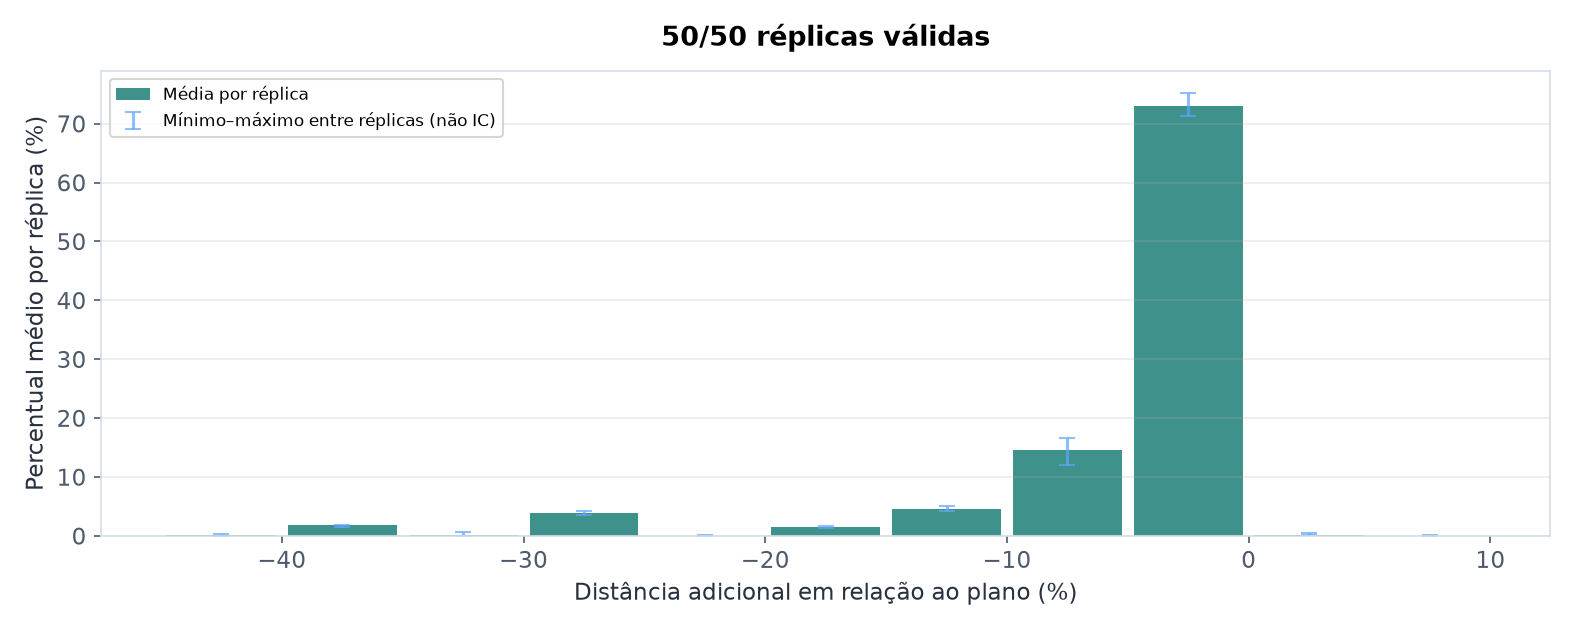 50/50 réplicas válidas
Média por réplica
Mínimo–máximo entre réplicas (não IC)
Percentual médio por réplica (%)
70
60
50
40
30
20
10
0
−40
−30
−20
−10
0
10
Distância adicional em relação ao plano (%)